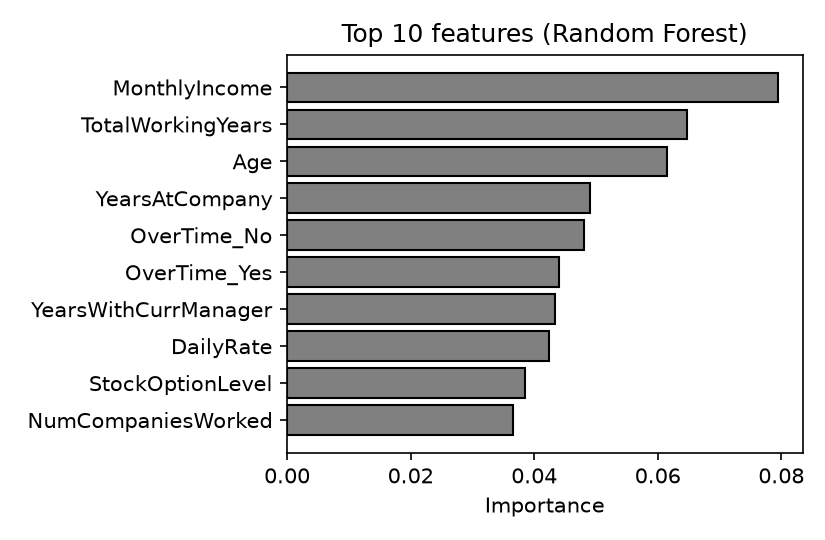 Top 10 features (Random Forest)
MonthlyIncome
TotalWorkingYears
Age
YearsAtCompany
OverTime_No
OverTime_Yes
YearsWithCurrManager
DailyRate
StockOptionLevel
NumCompaniesWorked
0.00 0.02 0.04 0.06 0.08
Importance